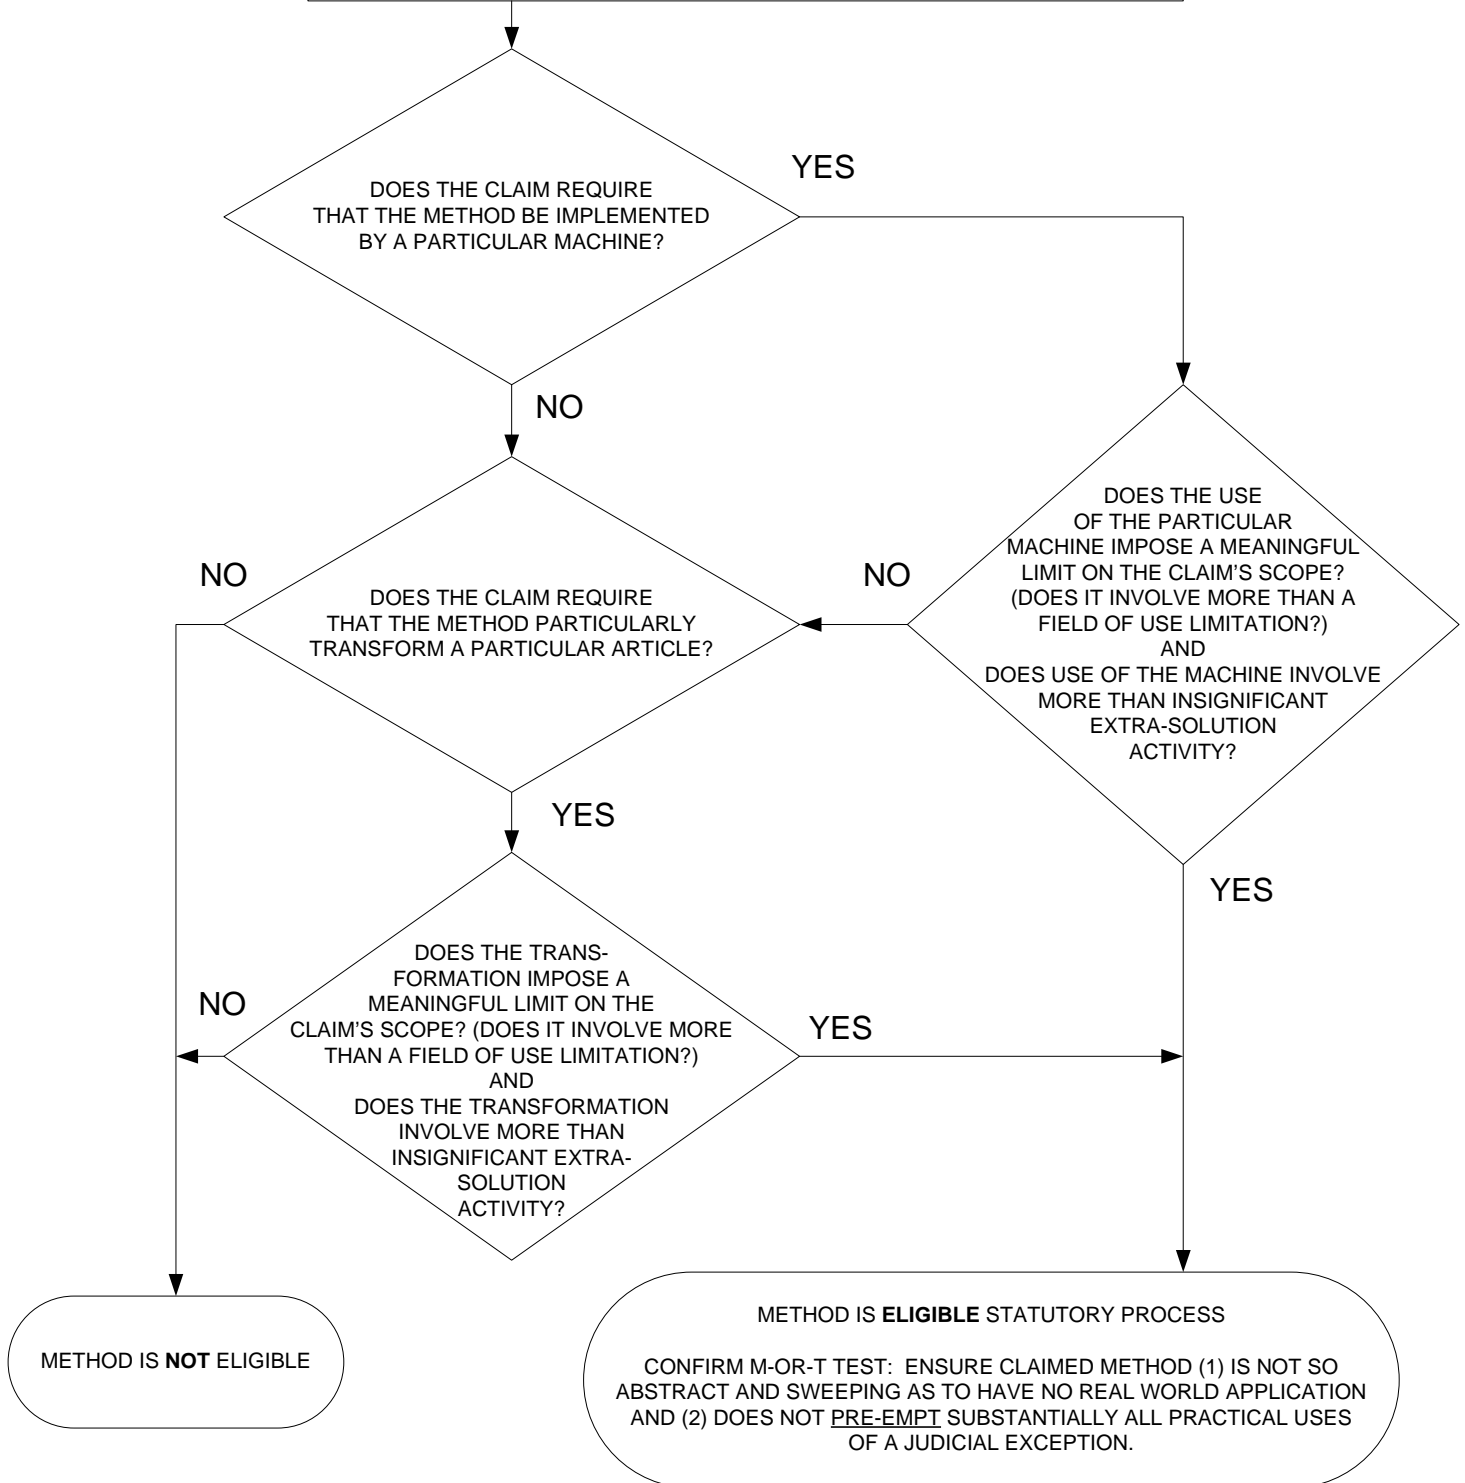 DOES THE CLAIM REQUIRE
THAT THE METHOD BE IMPLEMENTED
BY A PARTICULAR MACHINE?
YES
NO
DOES THE USE
OF THE PARTICULAR
MACHINE IMPOSE A MEANINGFUL
LIMIT ON THE CLAIM'S SCOPE?
(DOES IT INVOLVE MORE THAN A
FIELD OF USE LIMITATION?)
AND
DOES USE OF THE MACHINE INVOLVE
MORE THAN INSIGNIFICANT
EXTRA-SOLUTION
ACTIVITY?
NO
YES
DOES THE CLAIM REQUIRE
THAT THE METHOD PARTICULARLY
TRANSFORM A PARTICULAR ARTICLE?
NO
YES
DOES THE TRANS-
FORMATION IMPOSE A
MEANINGFUL LIMIT ON THE
CLAIM'S SCOPE? (DOES IT INVOLVE MORE
THAN A FIELD OF USE LIMITATION?)
AND
DOES THE TRANSFORMATION
INVOLVE MORE THAN
INSIGNIFICANT EXTRA-
SOLUTION
ACTIVITY?
NO
YES
METHOD IS NOT ELIGIBLE
METHOD IS ELIGIBLE STATUTORY PROCESS
CONFIRM M-OR-T TEST: ENSURE CLAIMED METHOD (1) IS NOT SO
ABSTRACT AND SWEEPING AS TO HAVE NO REAL WORLD APPLICATION
AND (2) DOES NOT PRE-EMPT SUBSTANTIALLY ALL PRACTICAL USES
OF A JUDICIAL EXCEPTION.